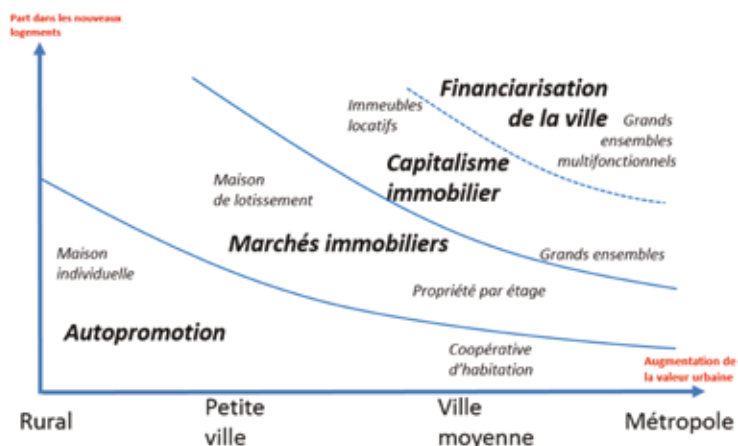 Part dans les nouveaux
logements
Financiarisation
de la ville
Immeubles
locatifs
Grands
ensembles
multifonctionnels
Capitalisme
immobilier
Maison
de lotissement
Marchés immobiliers
Maison
individuelle
Grands ensembles
Propriété par étage
Autopromotion
Coopérative
d'habitation
Augmentation de
la valeur urbaine
Rural
Petite
ville
Ville
moyenne
Métropole